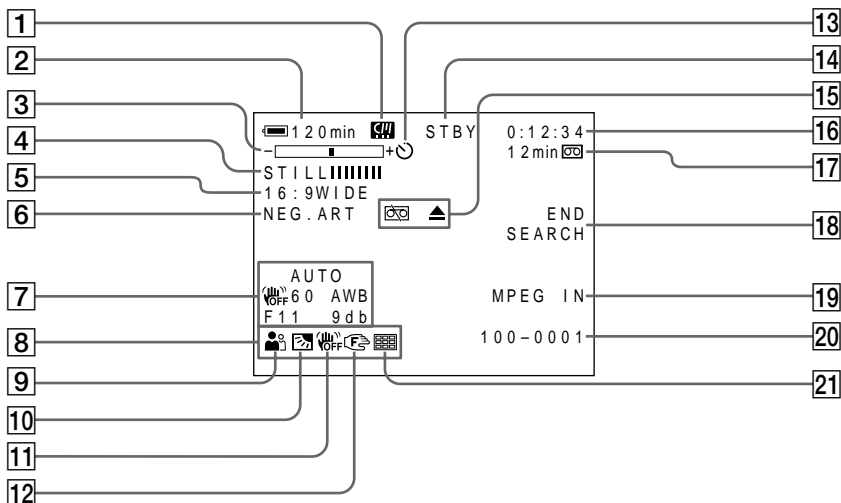 1
2
3
4
5
6
7
8
9
10
11
12
13
14
15
16
17
18
19
20
21
120min STBY 0:12:34
- + 12min
STILL
16:9WIDE
NEG.ART
END
SEARCH
AUTO
OFF 60 AWB
F11 9db
MPEG IN
OFF F
100-0001